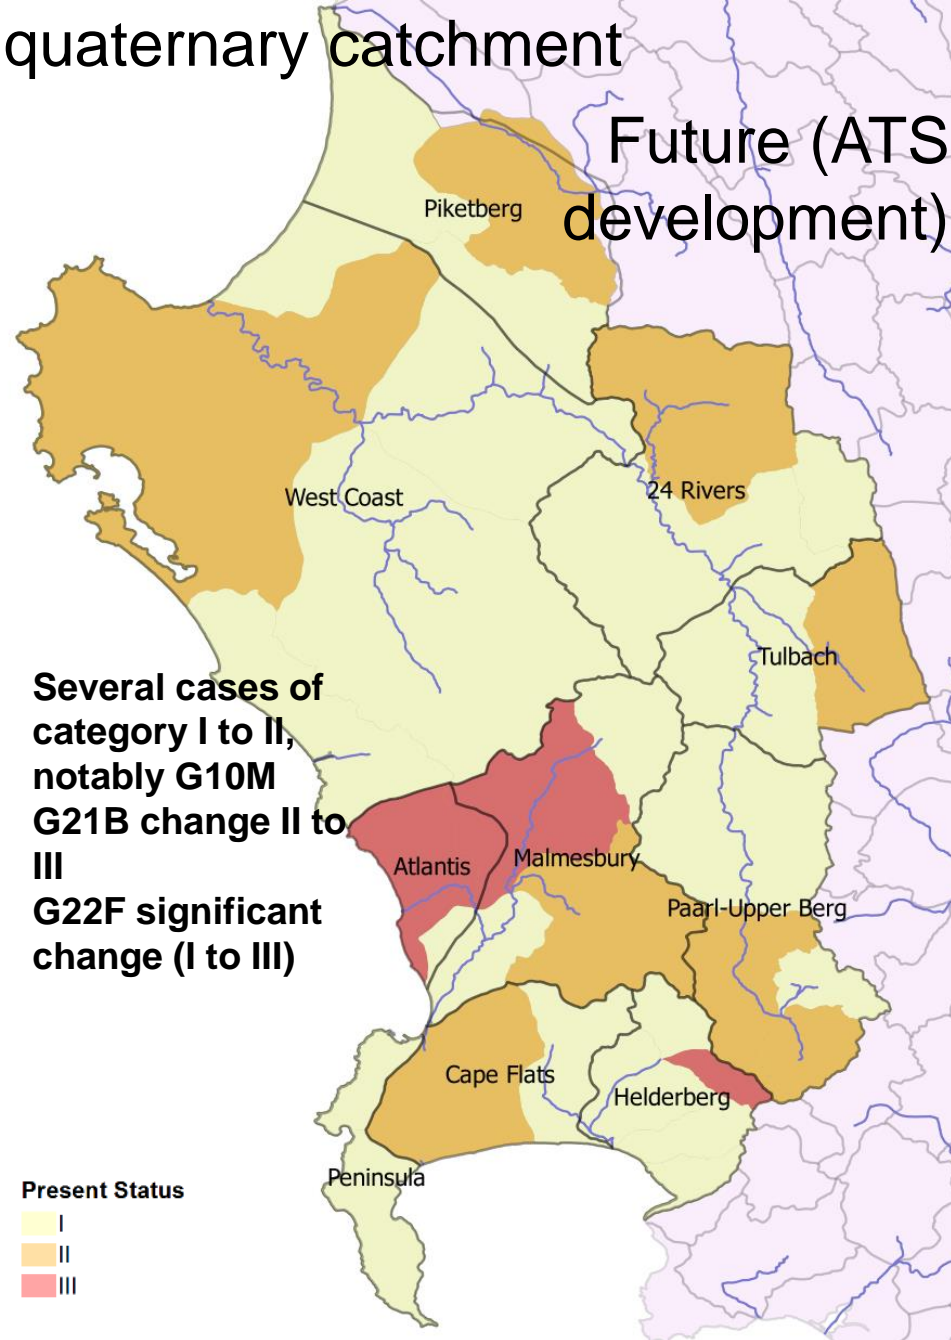 quaternary catchment
Future (ATS
development)
Piketberg
West Coast
24 Rivers
Tulbach
Several cases of
category I to II,
notably G10M
G21B change II to
III
G22F significant
change (I to III)
Atlantis
Malmesbury
Paarl-Upper Berg
Cape Flats
Helderberg
Peninsula
Present Status
I
II
III